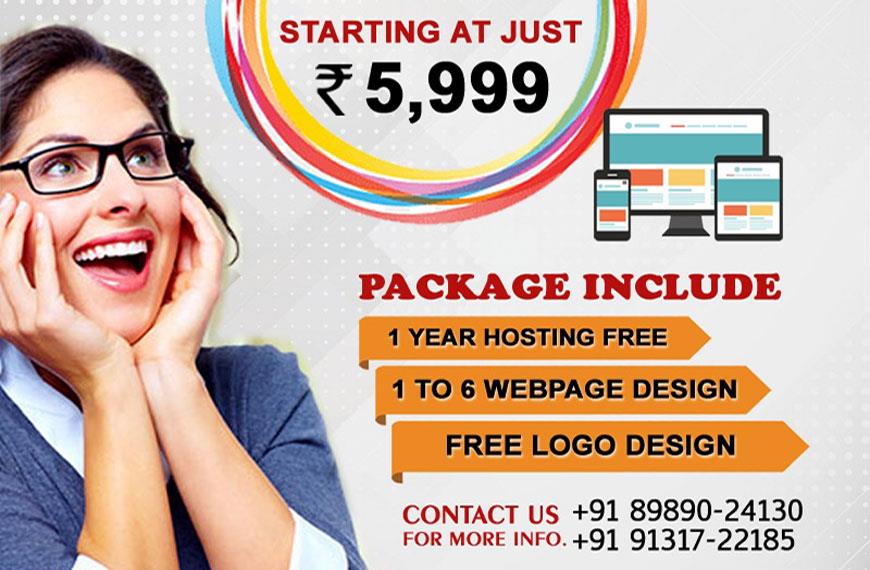 STARTING AT JUST
₹ 5,999
PACKAGE INCLUDE
1 YEAR HOSTING FREE
1 TO 6 WEBPAGE DESIGN
FREE LOGO DESIGN
CONTACT US +91 89890-24130
FOR MORE INFO. +91 91317-22185